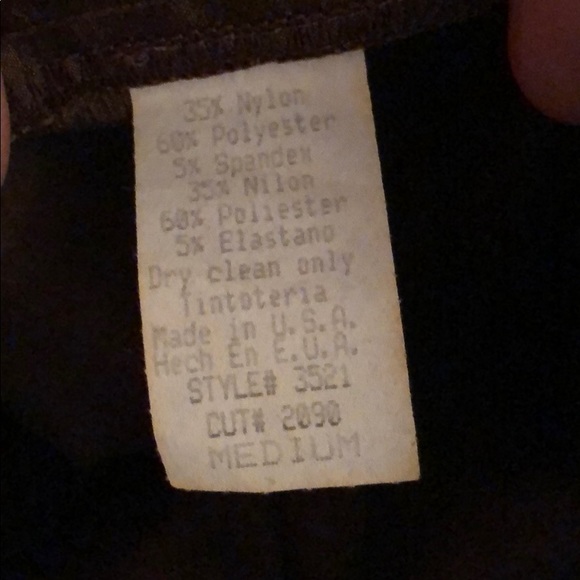 35% Nylon
60% Polyester
5% Spandex
35% Nilon
60% Poliester
5% Elastano
Dry clean only
Tintoteria
Made in U.S.A.
Hech En E.U.A.
STYLE# 3521
CUT# 2090
MEDIUM